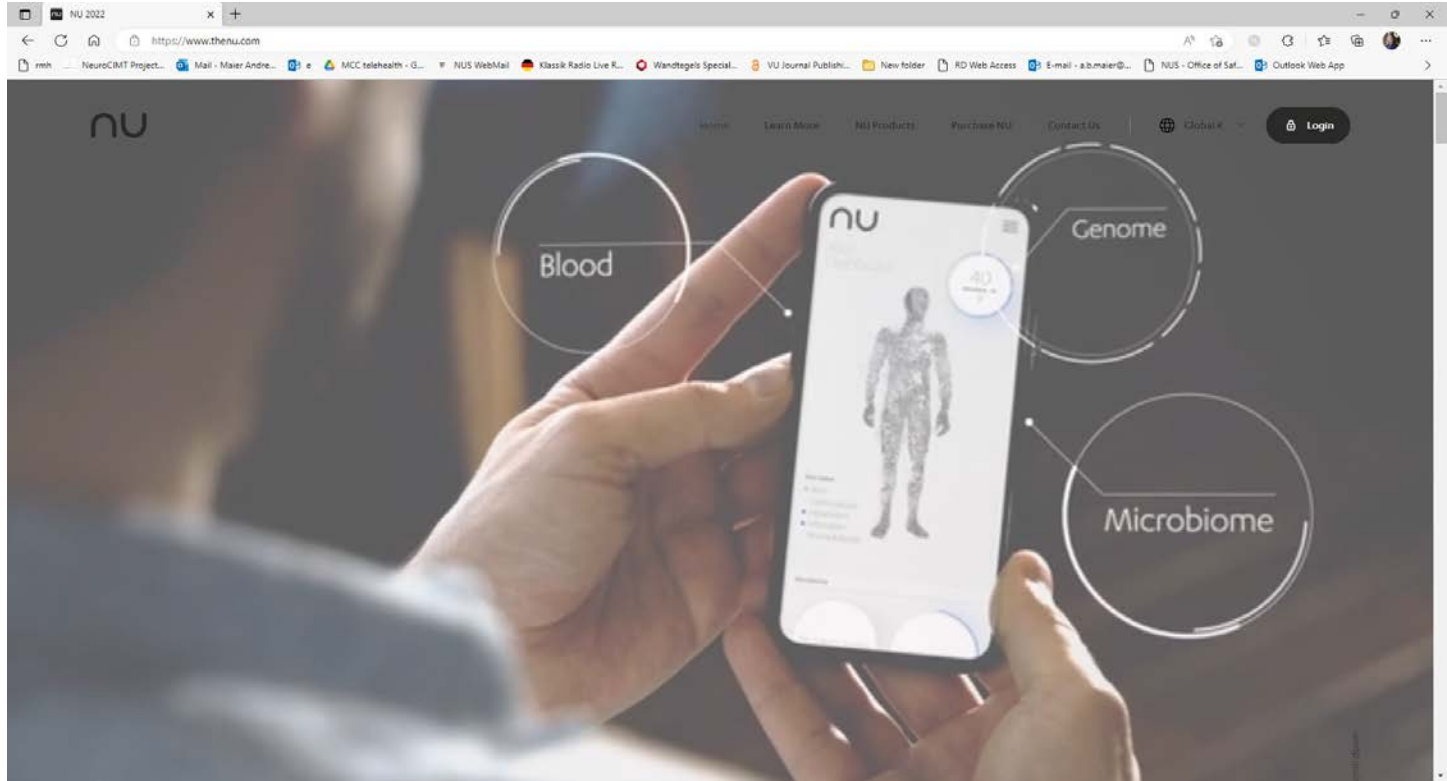 NU 2022
https://www.thenu.com
rmh
NeuroCIMT Project...
Mail - Maier Andre...
e
MCC telehealth - G...
NUS WebMail
Klassik Radio Live R...
Wandtegels Special...
VU Journal Publishi...
New folder
RD Web Access
E-mail - a.b.maier@...
NUS - Office of Saf...
Outlook Web App
nu
Home
Learn More
NU Products
Purchase NU
Contact Us
Global €
Login
Blood
nu
40
Genome
Microbiome